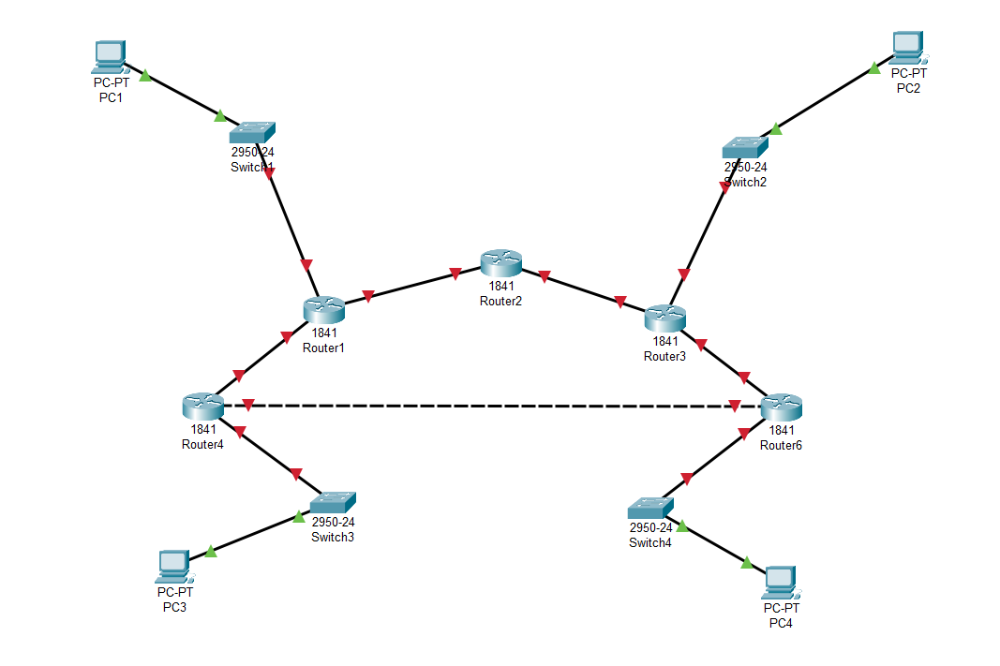 PC-PT
PC1
PC-PT
PC2
2950-24
Switch1
2950-24
Switch2
1841
Router2
1841
Router1
1841
Router3
1841
Router4
1841
Router6
2950-24
Switch3
2950-24
Switch4
PC-PT
PC3
PC-PT
PC4